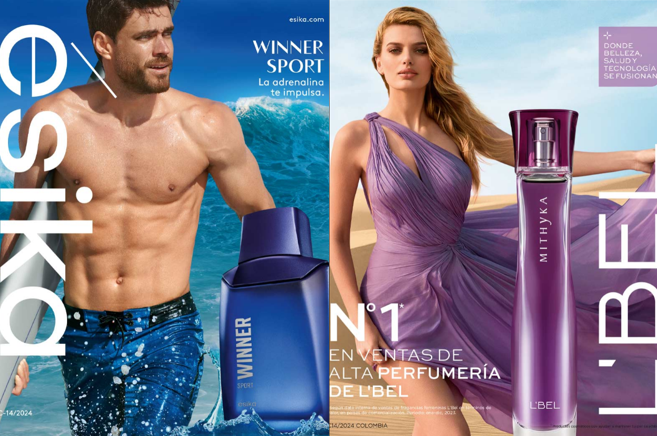 esika
esika.com
WINNER
SPORT
La adrenalina
te impulsa.
WINNER
SPORT
ésika
C-14/2024
DONDE
BELLEZA,
SALUD Y
TECNOLOGÍA
SE FUSIONAN
L'BEL
MITHYKA
L'BEL
N°1*
EN VENTAS DE
ALTA PERFUMERÍA
DE L'BEL
14/2024 COLOMBIA